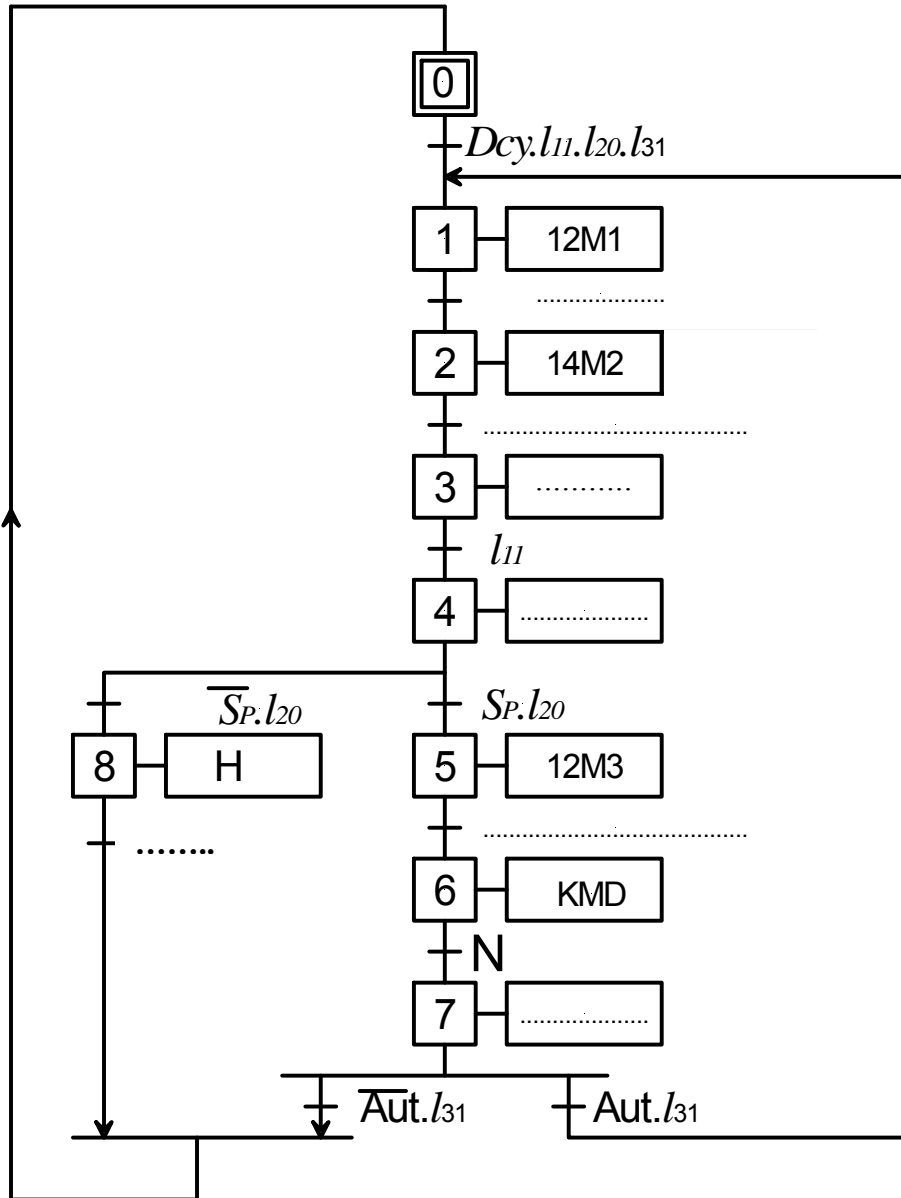 0
Dcy.l11.l20.l31
1 12M1
.....................
2 14M2
........................................
3 ...........
l11
4 ....................
S̅P.l20 SP.l20
8 H 5 12M3
........ ........................................
6 KMD
N
7 ....................
A̅u̅t.l31 Aut.l31